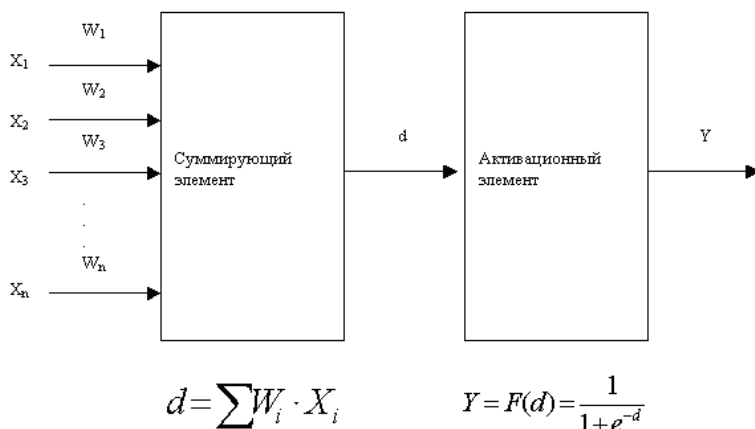 W₁
X₁
W₂
X₂
W₃
X₃
Суммирующий
элемент
d
Активационный
элемент
Y
.
.
.
Wₙ
Xₙ
d = ∑Wᵢ · Xᵢ
Y = F(d) = 1/(1+e⁻ᵈ)